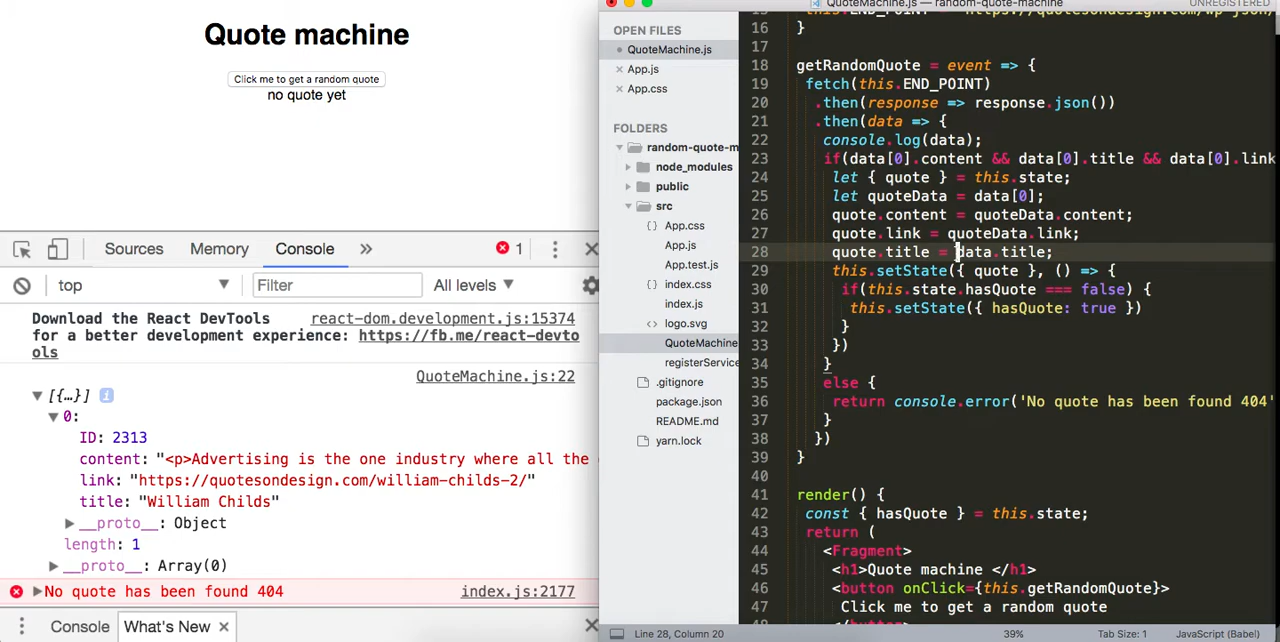 Quote machine
Click me to get a random quote
no quote yet
Sources Memory Console » 1
top Filter All levels ▼
Download the React DevTools react-dom.development.js:15374
for a better development experience: https://fb.me/react-devto
ols
QuoteMachine.js:22
▼ [{…}] i
▼ 0:
ID: 2313
content: "<p>Advertising is the one industry where all the
link: "https://quotesondesign.com/william-childs-2/"
title: "William Childs"
▶ __proto__: Object
length: 1
▶ __proto__: Array(0)
▶ No quote has been found 404 index.js:2177
Console What's New ×
QuoteMachine.js — random-quote-machine UNREGISTERED
OPEN FILES
QuoteMachine.js
× App.js
× App.css
FOLDERS
▼ random-quote-m
▶ node_modules
▶ public
▼ src
{} App.css
App.js
App.test.js
{} index.css
index.js
<> logo.svg
QuoteMachine
registerService
.gitignore
package.json
README.md
yarn.lock
16 }
17
18 getRandomQuote = event => {
19 fetch(this.END_POINT)
20 .then(response => response.json())
21 .then(data => {
22 console.log(data);
23 if(data[0].content && data[0].title && data[0].link
24 let { quote } = this.state;
25 let quoteData = data[0];
26 quote.content = quoteData.content;
27 quote.link = quoteData.link;
28 quote.title = data.title;
29 this.setState({ quote }, () => {
30 if(this.state.hasQuote === false) {
31 this.setState({ hasQuote: true })
32 }
33 })
34 }
35 else {
36 return console.error('No quote has been found 404'
37 }
38 })
39 }
40
41 render() {
42 const { hasQuote } = this.state;
43 return (
44 <Fragment>
45 <h1>Quote machine </h1>
46 <button onClick={this.getRandomQuote}>
47 Click me to get a random quote
Line 28, Column 20 39% Tab Size: 1 JavaScript (Babel)